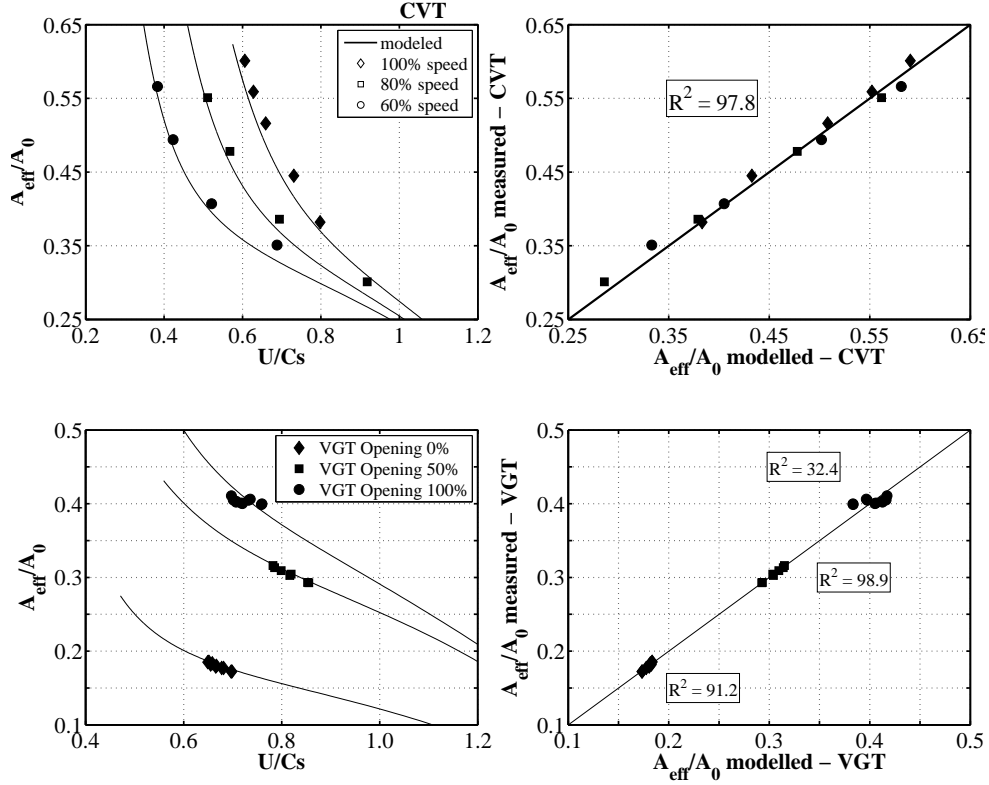 CVT
0.65
0.55
0.45
0.35
0.25
A_eff/A_0
modeled
100% speed
80% speed
60% speed
0.2 0.4 0.6 0.8 1 1.2
U/Cs
0.65
0.55
0.45
0.35
0.25
A_eff/A_0 measured – CVT
R² = 97.8
0.25 0.35 0.45 0.55 0.65
A_eff/A_0 modelled – CVT
0.5
0.4
0.3
0.2
0.1
A_eff/A_0
VGT Opening 0%
VGT Opening 50%
VGT Opening 100%
0.4 0.6 0.8 1.0 1.2
U/Cs
0.5
0.4
0.3
0.2
0.1
A_eff/A_0 measured – VGT
R² = 32.4
R² = 98.9
R² = 91.2
0.1 0.2 0.3 0.4 0.5
A_eff/A_0 modelled – VGT